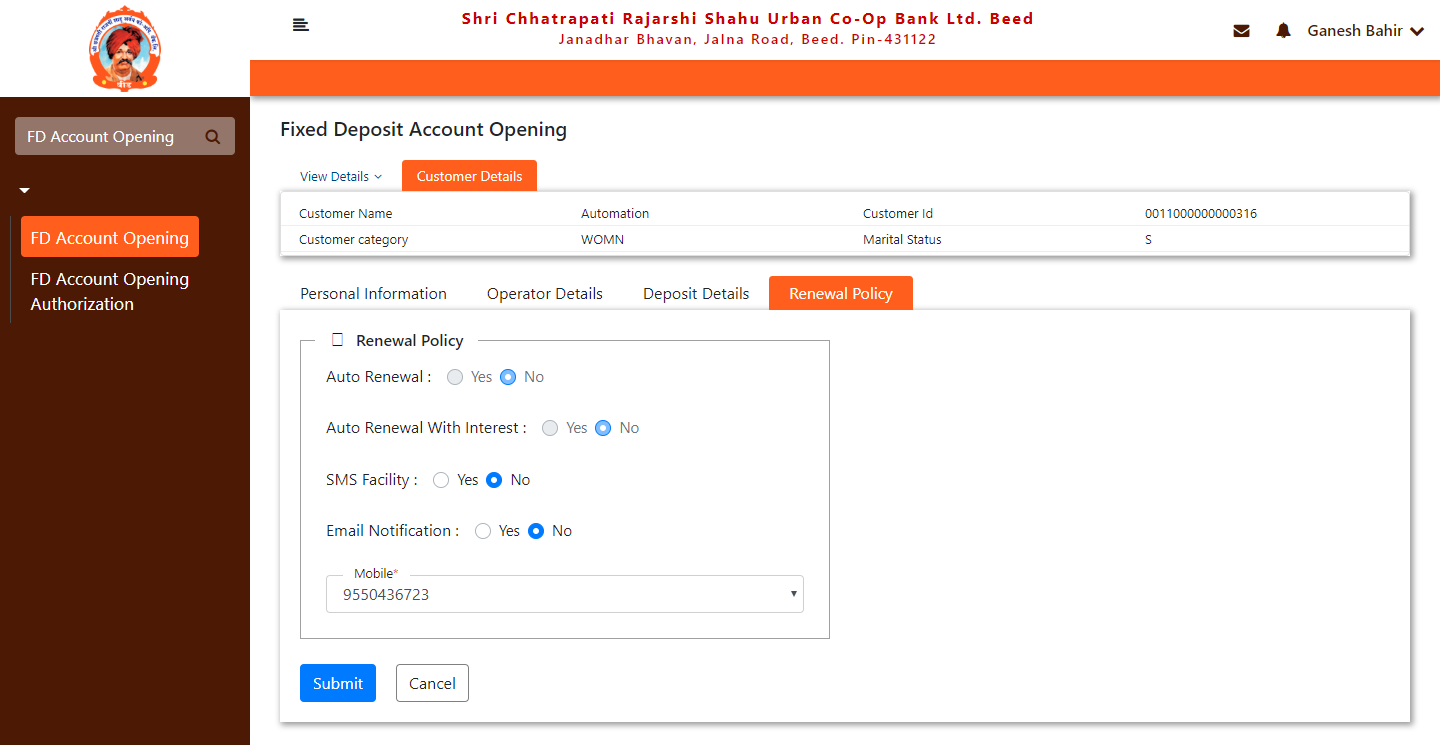 Shri Chhatrapati Rajarshi Shahu Urban Co-Op Bank Ltd. Beed
Janadhar Bhavan, Jalna Road, Beed. Pin-431122
Ganesh Bahir
बीड
FD Account Opening
FD Account Opening
FD Account Opening
Authorization
Fixed Deposit Account Opening
View Details
Customer Details
Customer Name Automation Customer Id 0011000000000316
Customer category WOMN Marital Status S
Personal Information
Operator Details
Deposit Details
Renewal Policy
Renewal Policy
Auto Renewal : Yes No
Auto Renewal With Interest : Yes No
SMS Facility : Yes No
Email Notification : Yes No
Mobile*
9550436723
Submit
Cancel